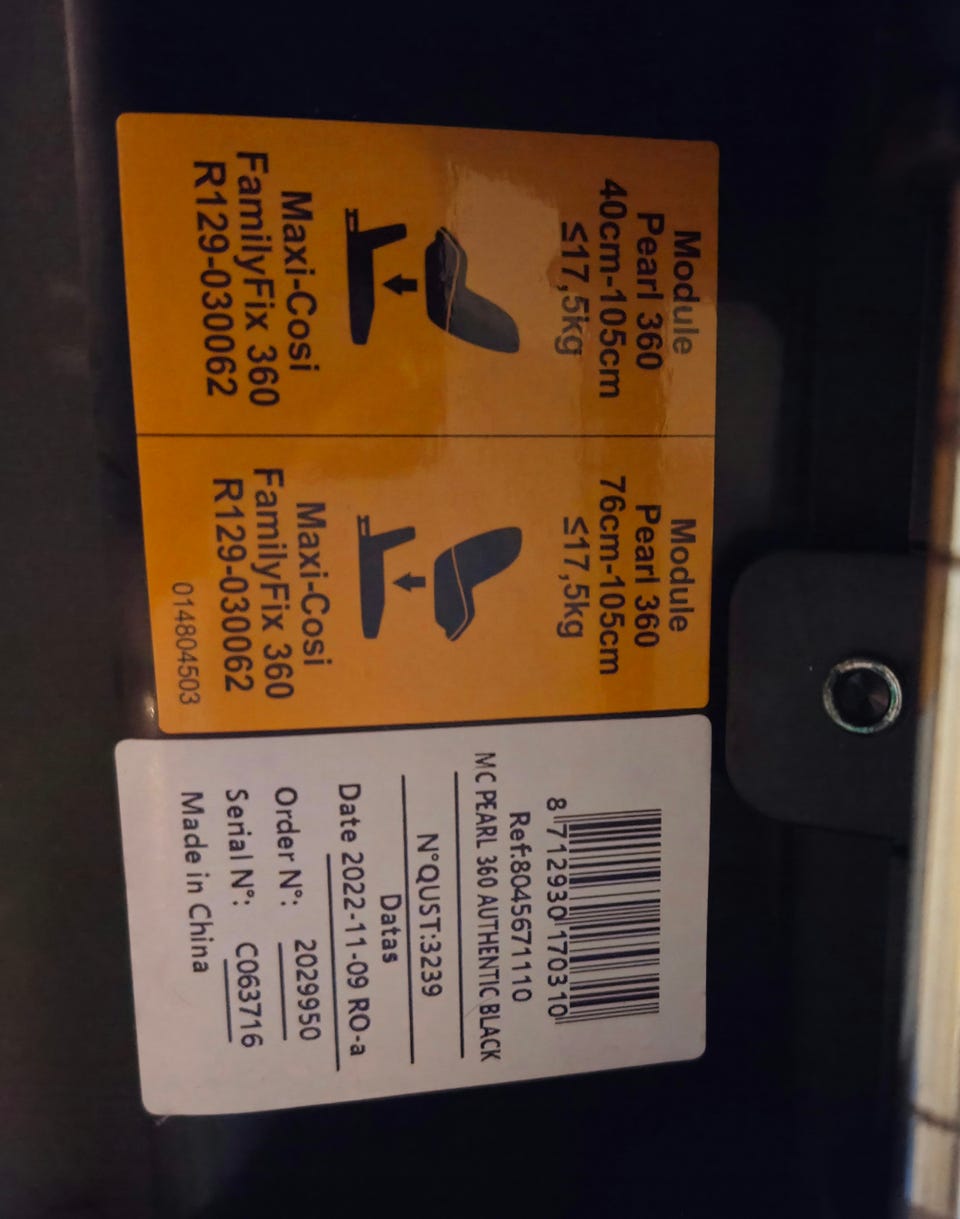 Module
Pearl 360
40cm-105cm
≤17,5kg
Maxi-Cosi
FamilyFix 360
R129-030062
Module
Pearl 360
76cm-105cm
≤17,5kg
Maxi-Cosi
FamilyFix 360
R129-030062
014804503
8 712930 170310
Ref:8045671110
MC PEARL 360 AUTHENTIC BLACK
N°QUST:3239
Datas
Date 2022-11-09 RO-a
Order N°: 2029950
Serial N°: C063716
Made in China